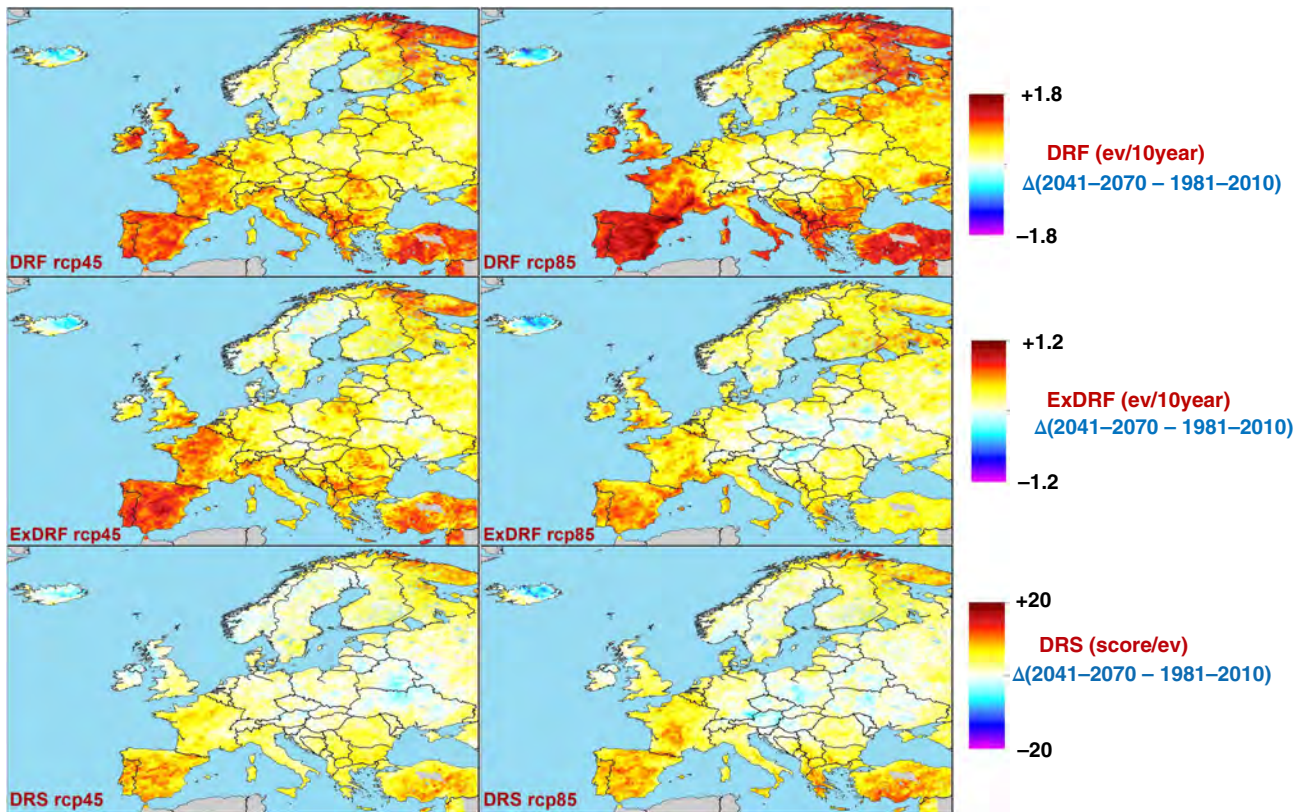 +1.8
DRF (ev/10year)
Δ(2041–2070 – 1981–2010)
–1.8
DRF rcp45
DRF rcp85
+1.2
ExDRF (ev/10year)
Δ(2041–2070 – 1981–2010)
–1.2
ExDRF rcp45
ExDRF rcp85
+20
DRS (score/ev)
Δ(2041–2070 – 1981–2010)
–20
DRS rcp45
DRS rcp85